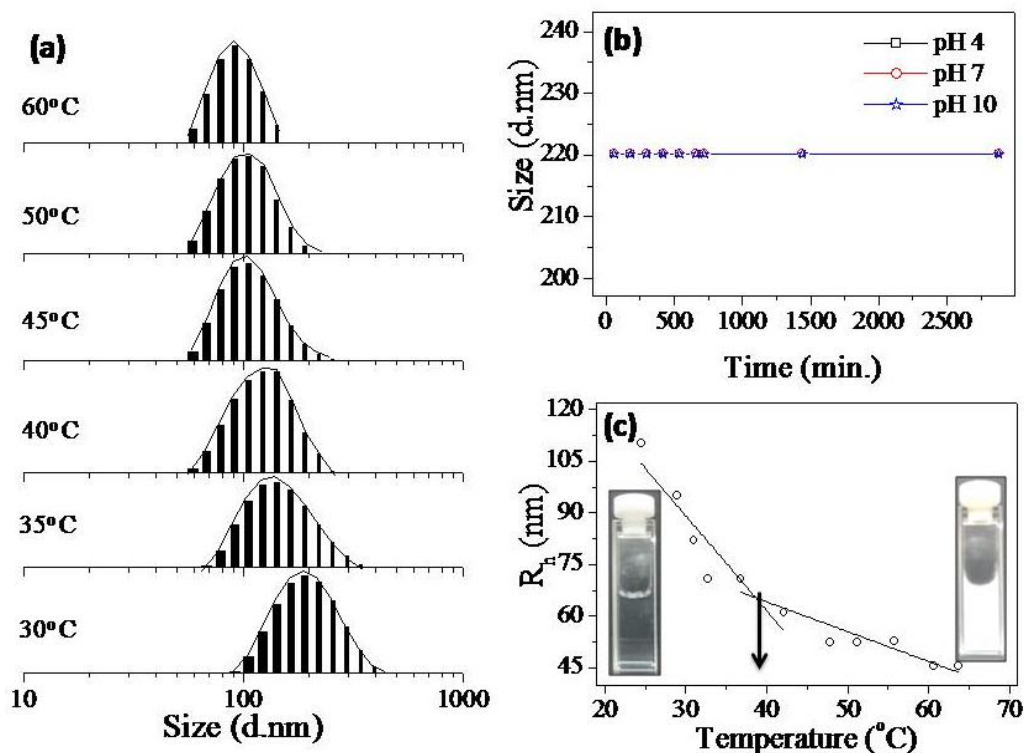 (a)
60°C
50°C
45°C
40°C
35°C
30°C
10 100 1000
Size (d.nm)
(b)
240
230
220
210
200
Size (d.nm)
pH 4
pH 7
pH 10
0 500 1000 1500 2000 2500
Time (min.)
(c)
120
105
90
75
60
45
Rh (nm)
20 30 40 50 60 70
Temperature (°C)